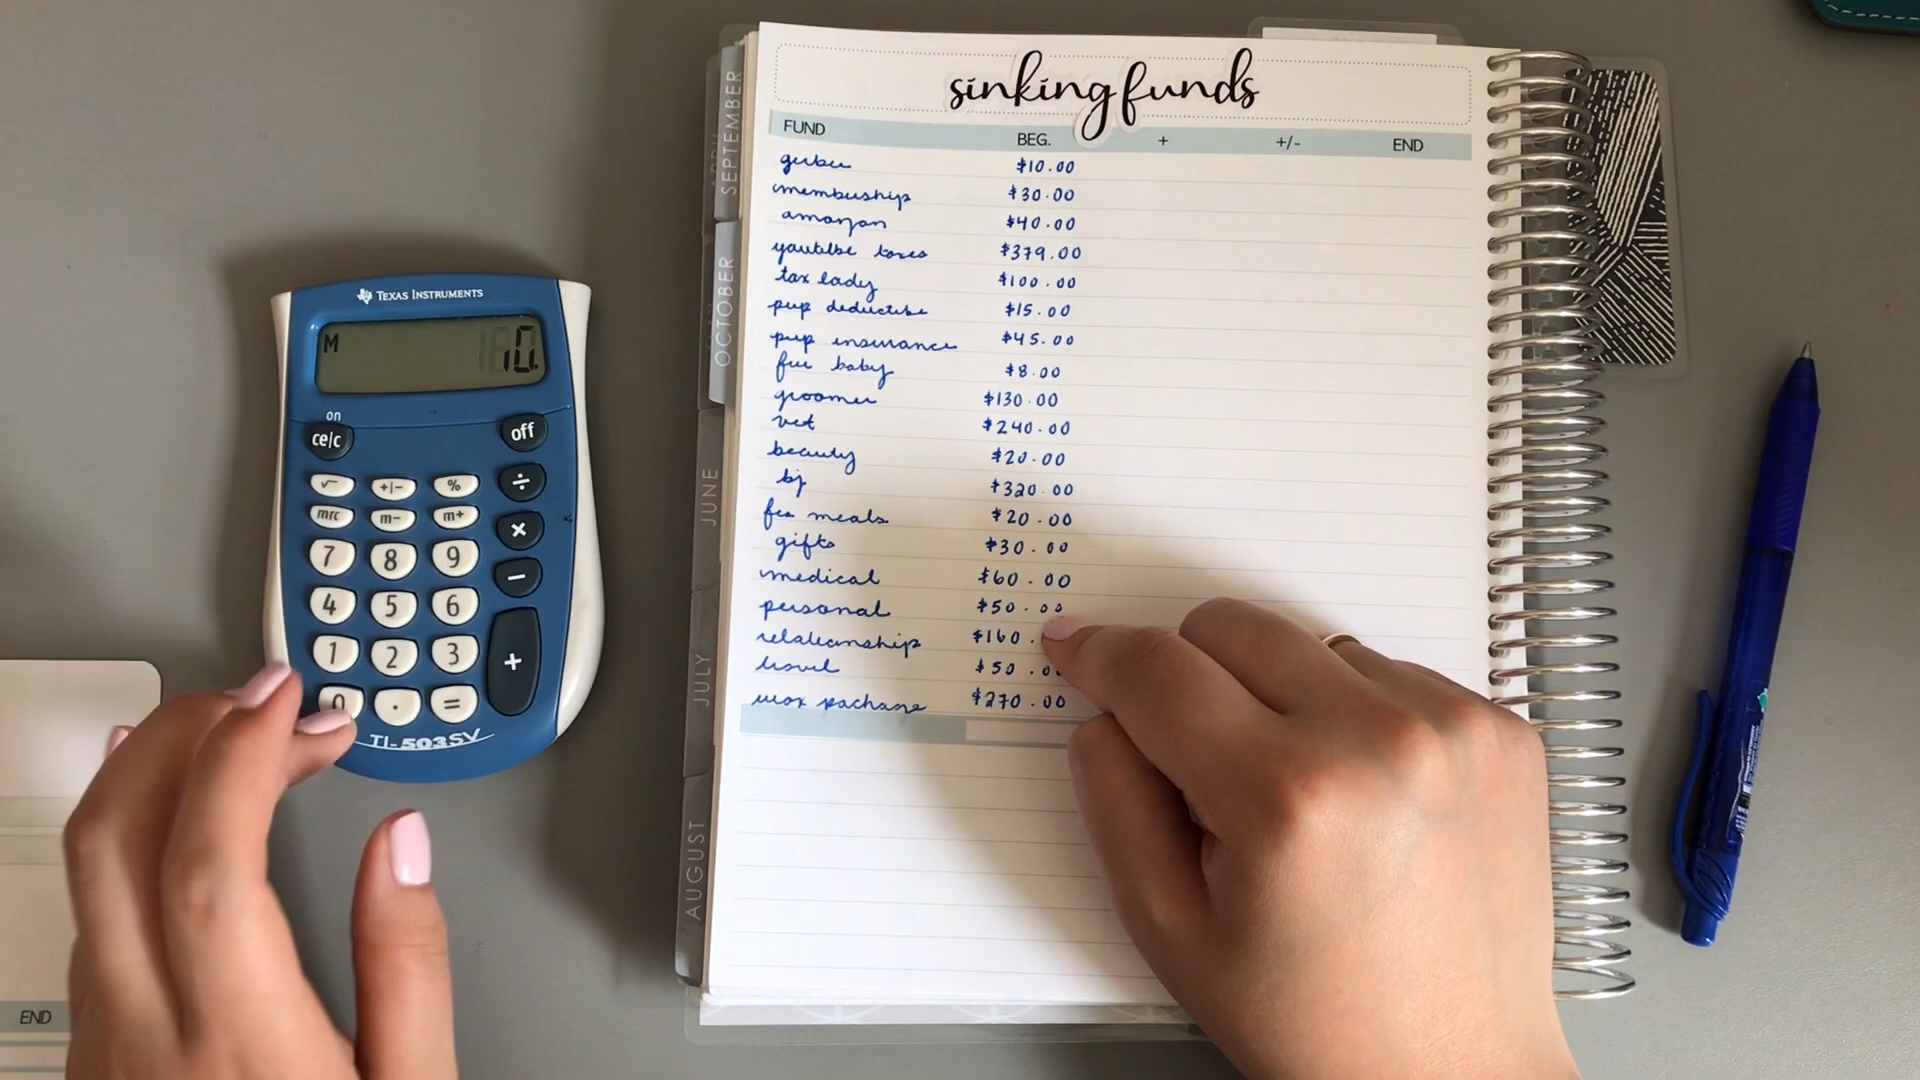 sinking funds
FUND BEG. + +/- END
$10.00
membership $30.00
amazon $40.00
youtube taxes $379.00
tax lady $100.00
pup deductible $15.00
pup insurance $45.00
fur baby $8.00
groomer $130.00
vet $240.00
beauty $20.00
bj $320.00
$20.00
meals
gifts $30.00
medical $60.00
personal $50.00
relationship $160.
travel $50.00
wax package $270.00
SEPTEMBER
OCTOBER
JUNE
JULY
AUGUST
TEXAS INSTRUMENTS
M 10.
on
ce|c off
√ +|− % ÷
mrc m− m+ ×
7 8 9 −
4 5 6
1 2 3 +
0 . =
TI-503SV
END